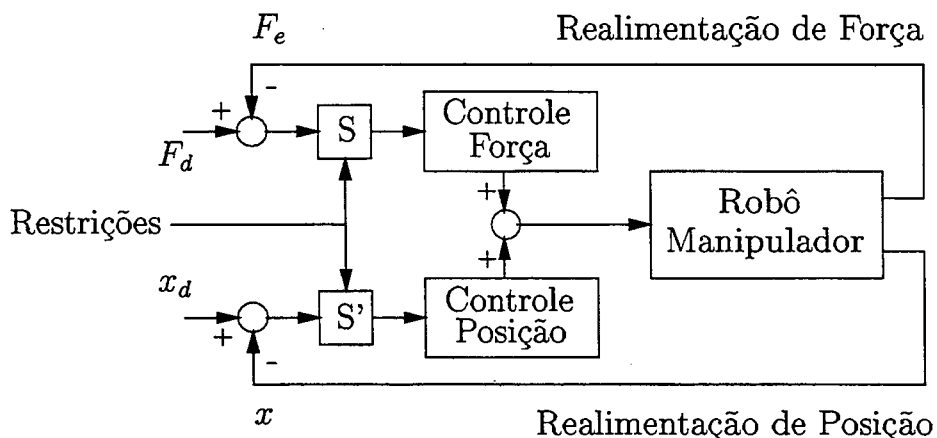 F_e
Realimentação de Força
-
+
S
Controle
Força
F_d
+
Robô
Manipulador
Restrições
+
x_d
S'
Controle
Posição
+
-
x
Realimentação de Posição